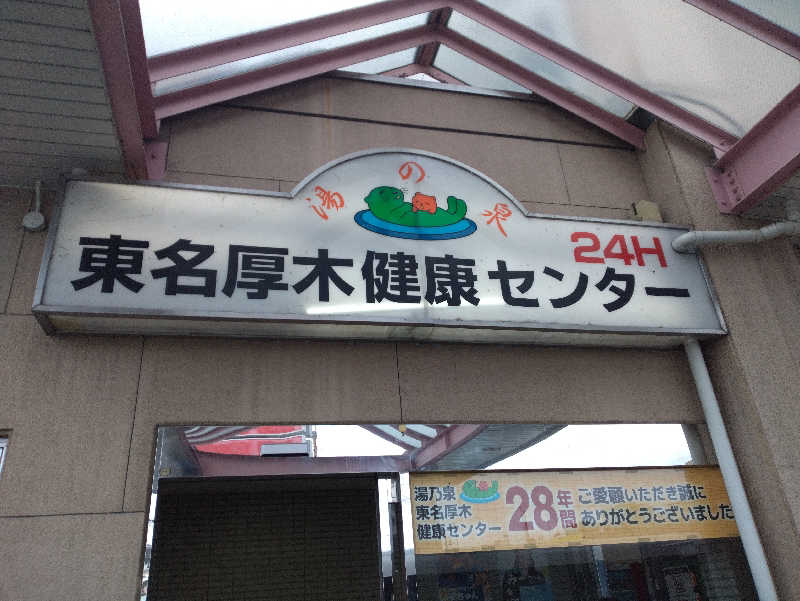 湯の泉
24H
東名厚木健康センター
湯乃泉
東名厚木
健康センター
28年間
ご愛願いただき誠に
ありがとうございました